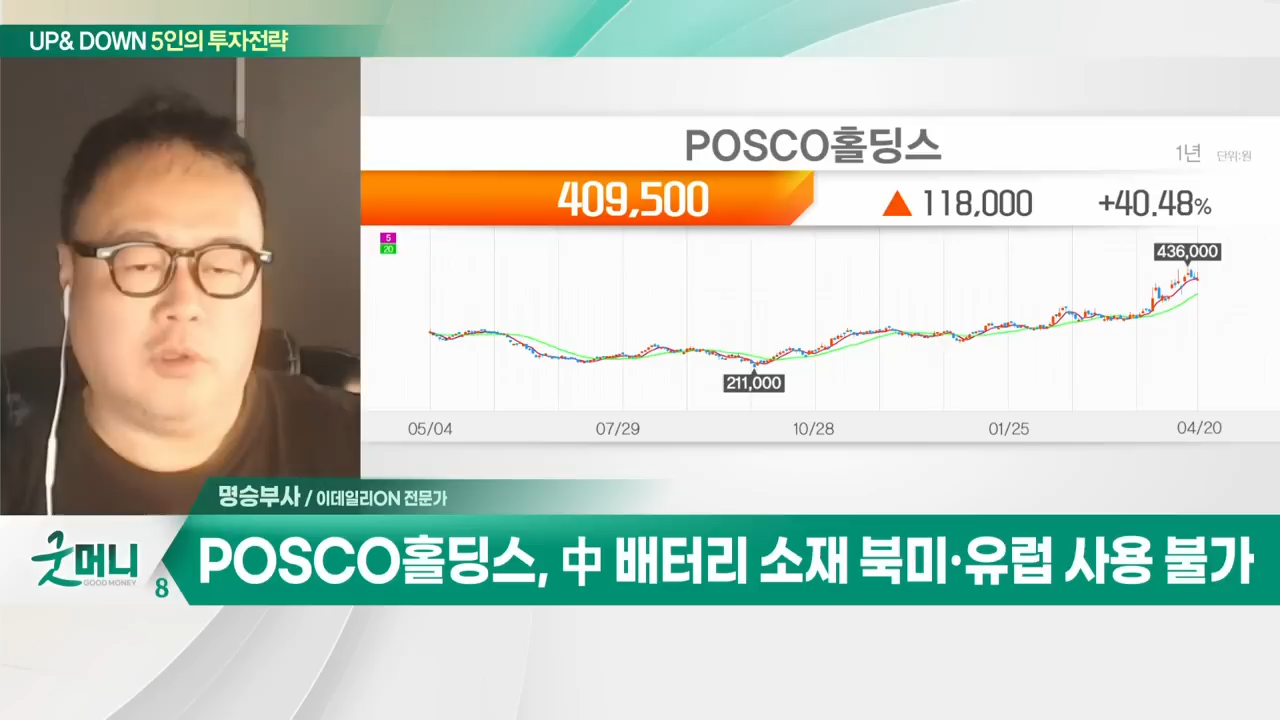 UP& DOWN 5인의 투자전략
POSCO홀딩스
1년 단위:원
409,500 ▲ 118,000 +40.48%
5
20
436,000
211,000
05/04 07/29 10/28 01/25 04/20
명승부사 / 이데일리ON 전문가
굿머니
GOOD MONEY
8
POSCO홀딩스, 中 배터리 소재 북미·유럽 사용 불가